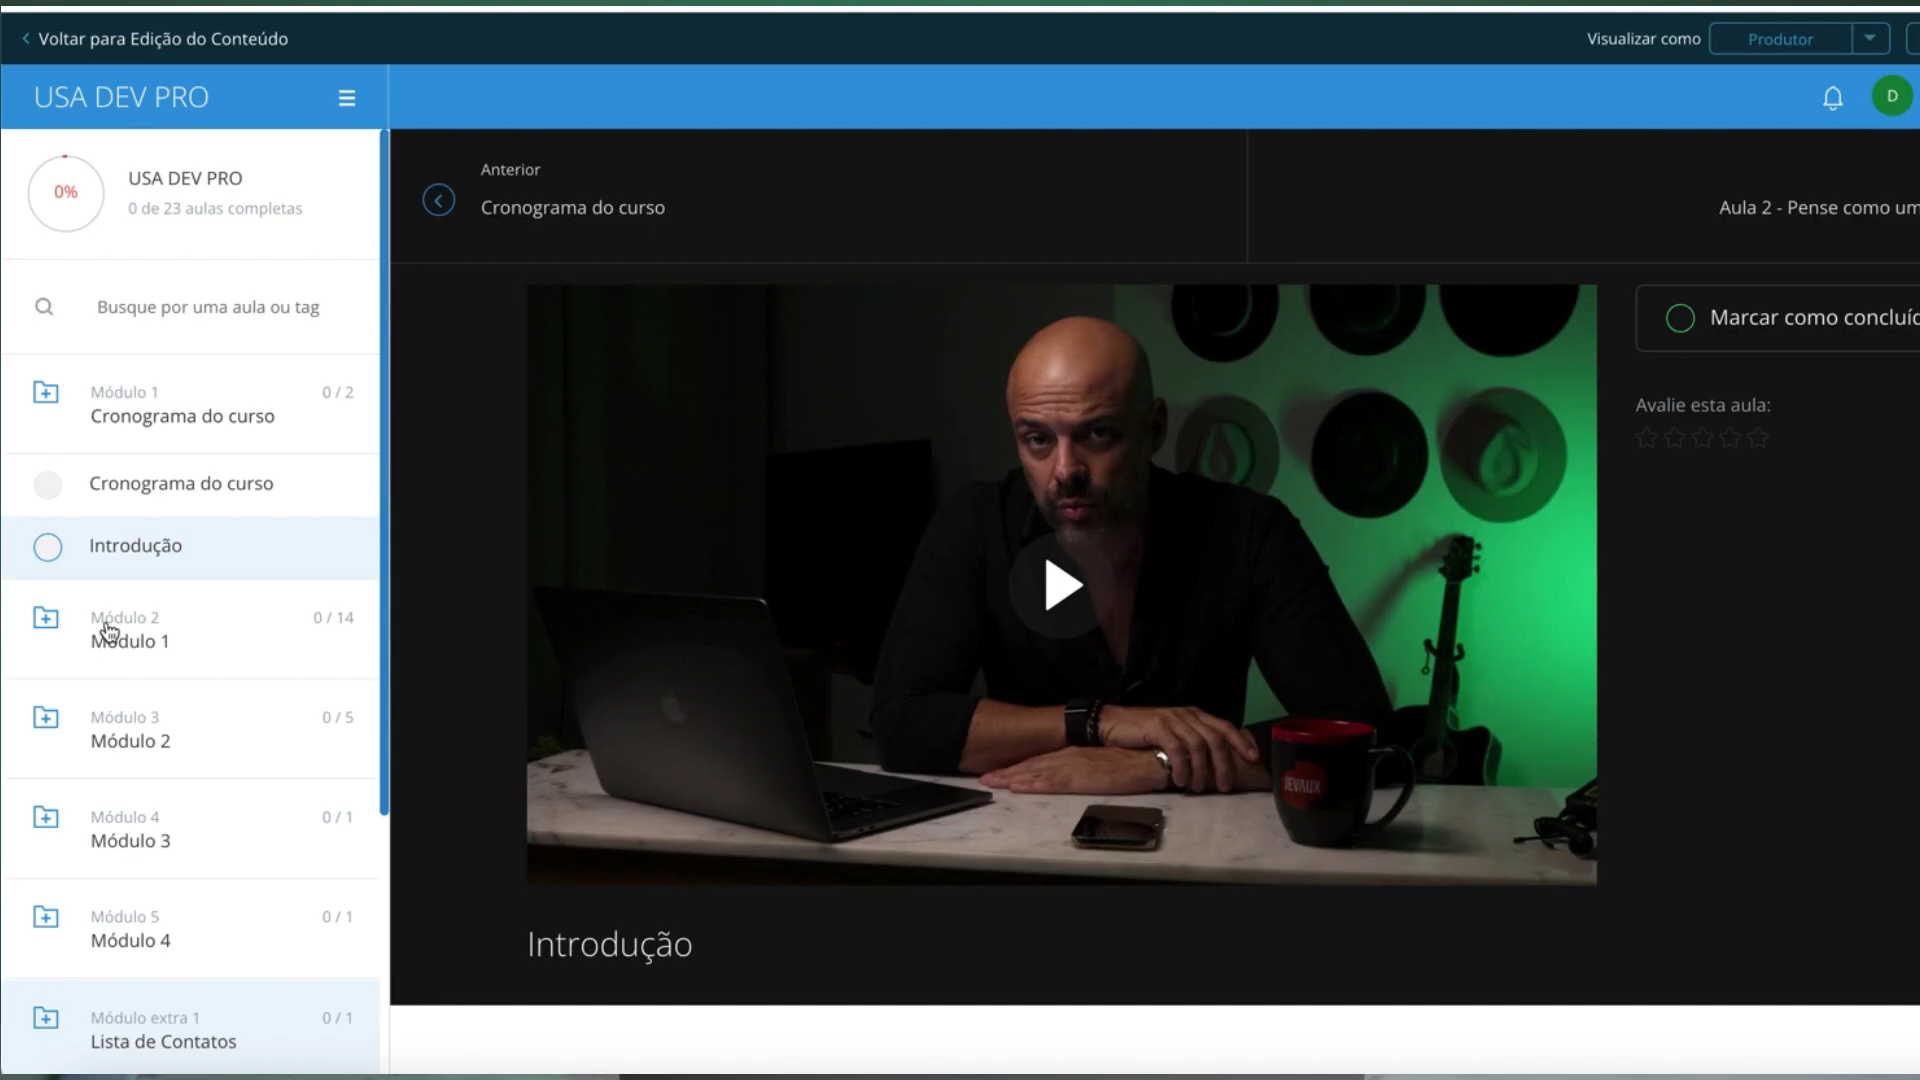 Voltar para Edição do Conteúdo
Visualizar como
Produtor
USA DEV PRO
D
0%
USA DEV PRO
0 de 23 aulas completas
Anterior
Cronograma do curso
Aula 2 - Pense como um
Busque por uma aula ou tag
Marcar como concluíd
Avalie esta aula:
Módulo 1
0 / 2
Cronograma do curso
Cronograma do curso
Introdução
Módulo 2
0 / 14
Módulo 1
Módulo 3
0 / 5
Módulo 2
Módulo 4
0 / 1
Módulo 3
Módulo 5
0 / 1
Módulo 4
Módulo extra 1
0 / 1
Lista de Contatos
DEVAUX
Introdução